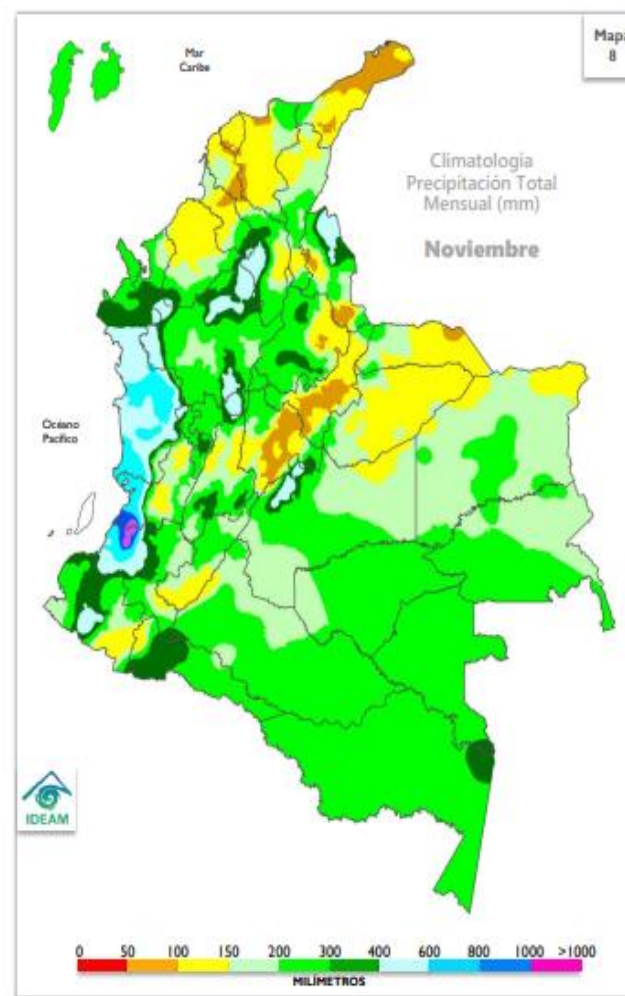 Mapa
8
Mar
Caribe
Climatología
Precipitación Total
Mensual (mm)
Noviembre
Océano
Pacífico
IDEAM
0 50 100 150 200 300 400 600 800 1000 >1000
MILÍMETROS